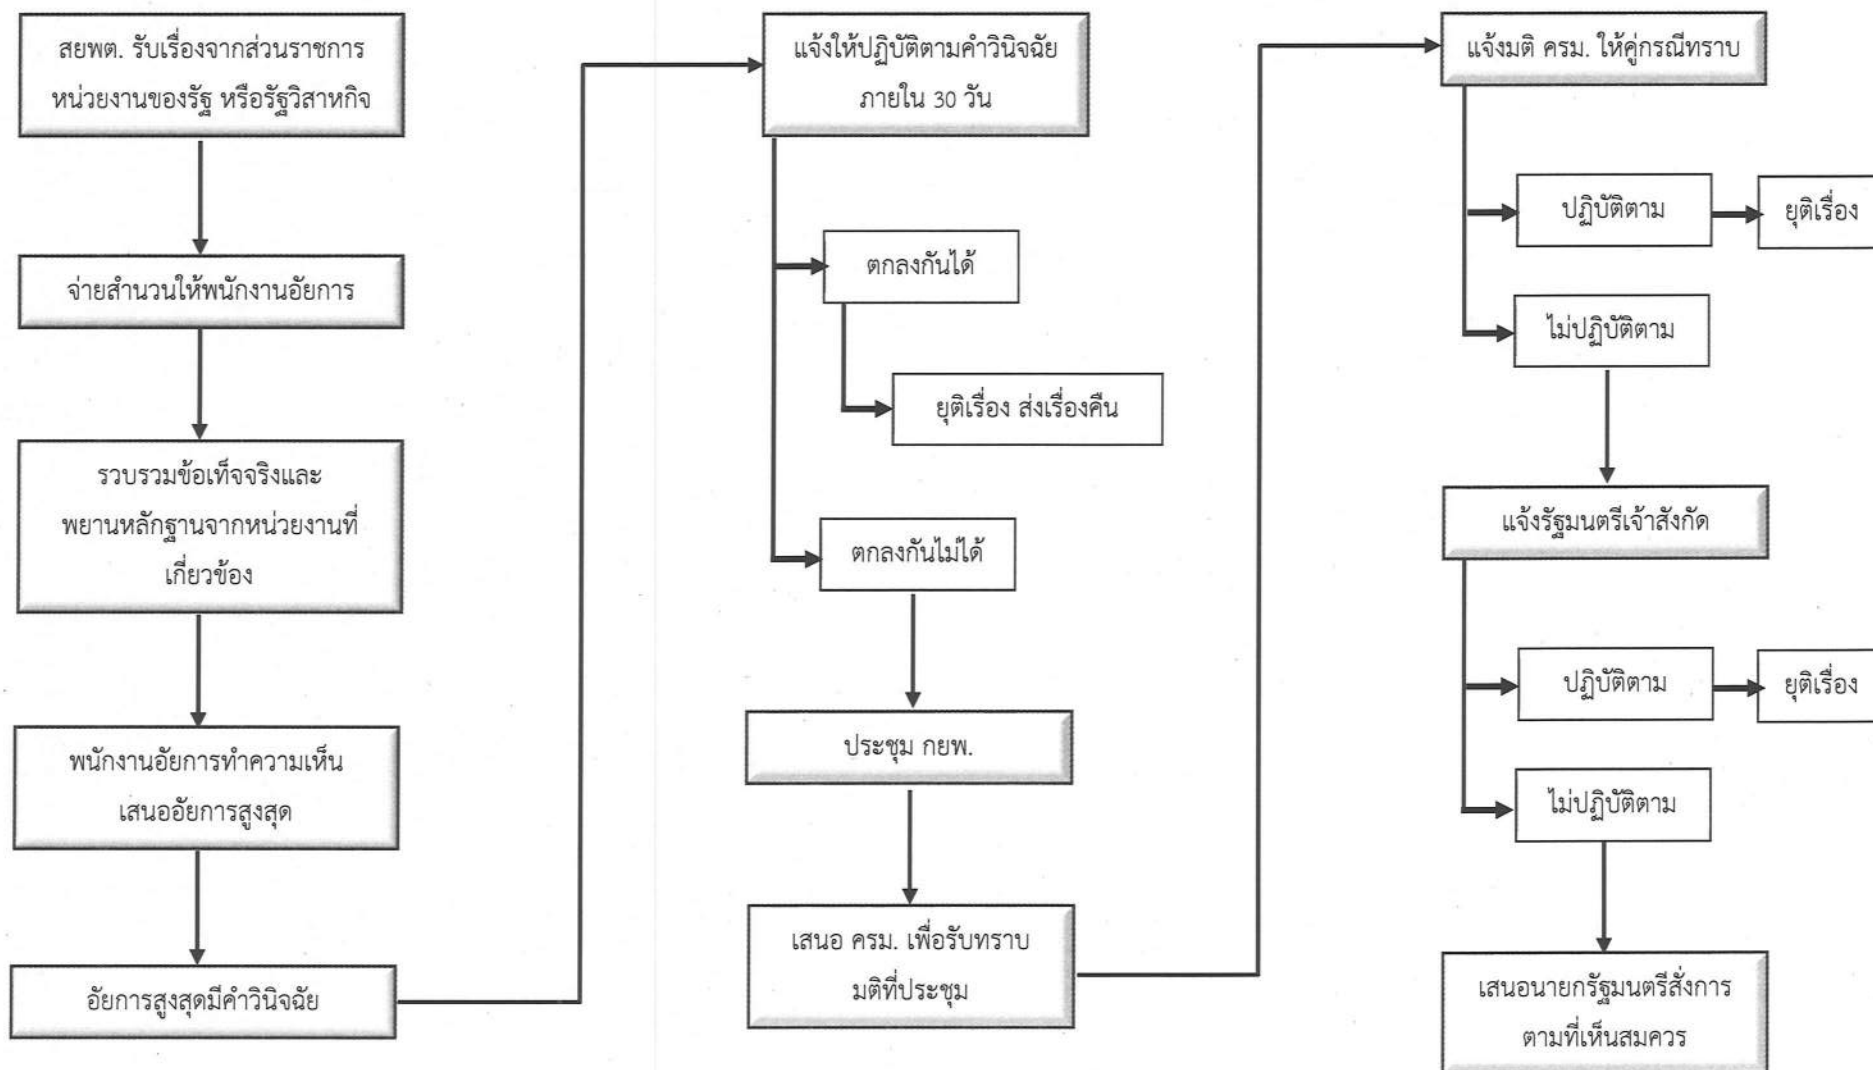 สยพต. รับเรื่องจากส่วนราชการ
หน่วยงานของรัฐ หรือรัฐวิสาหกิจ
จ่ายสำนวนให้พนักงานอัยการ
รวบรวมข้อเท็จจริงและ
พยานหลักฐานจากหน่วยงานที่
เกี่ยวข้อง
พนักงานอัยการทำความเห็น
เสนออัยการสูงสุด
อัยการสูงสุดมีคำวินิจฉัย
แจ้งให้ปฏิบัติตามคำวินิจฉัย
ภายใน 30 วัน
ตกลงกันได้
ยุติเรื่อง ส่งเรื่องคืน
ตกลงกันไม่ได้
ประชุม กยพ.
เสนอ ครม. เพื่อรับทราบ
มติที่ประชุม
แจ้งมติ ครม. ให้คู่กรณีทราบ
ปฏิบัติตาม
ยุติเรื่อง
ไม่ปฏิบัติตาม
แจ้งรัฐมนตรีเจ้าสังกัด
ปฏิบัติตาม
ยุติเรื่อง
ไม่ปฏิบัติตาม
เสนอนายกรัฐมนตรีสั่งการ
ตามที่เห็นสมควร